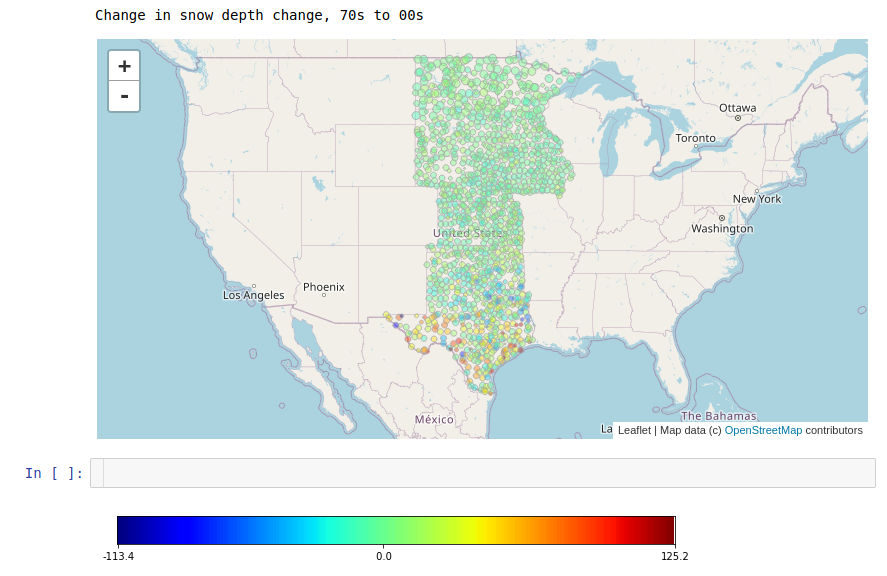 Change in snow depth change, 70s to 00s
+
-
Ottawa
Toronto
New York
United States
Washington
Phoenix
Los Angeles
México
The Bahamas
La
Leaflet | Map data (c) OpenStreetMap contributors
In [ ]:
-113.4 0.0 125.2